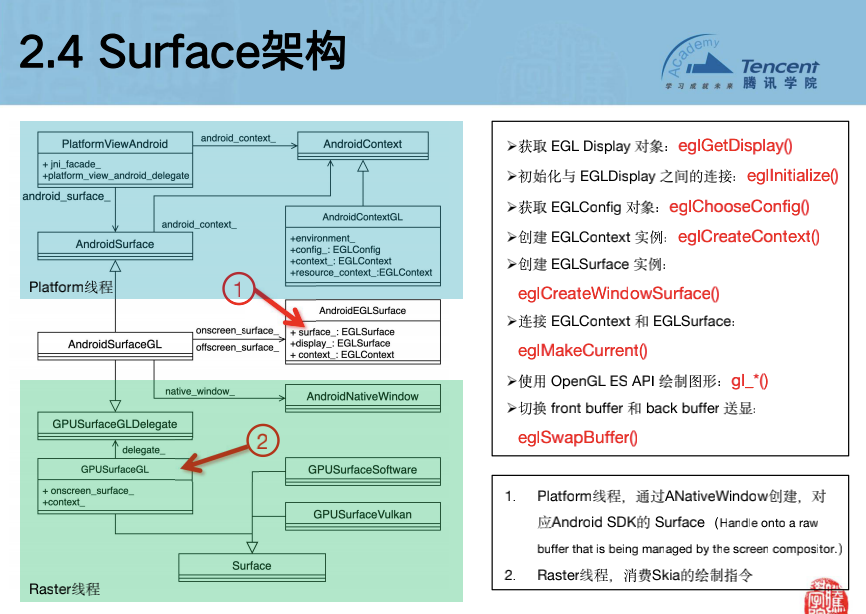 2.4 Surface架构
Academy
学习成就未来
Tencent
腾讯学院
PlatformViewAndroid
+ jni_facade_
+platform_view_android_delegate
android_context_
AndroidContext
android_surface_
android_context_
AndroidSurface
AndroidContextGL
+environment_
+config_: EGLConfig
+context_: EGLContext
+resource_context_:EGLContext
Platform线程
1
AndroidEGLSurface
+ surface_: EGLSurface
+display_: EGLSurface
+ context_: EGLContext
AndroidSurfaceGL
onscreen_surface_
offscreen_surface_
native_window_
AndroidNativeWindow
GPUSurfaceGLDelegate
delegate_
2
GPUSurfaceGL
+ onscreen_surface_
+context_
GPUSurfaceSoftware
GPUSurfaceVulkan
Surface
Raster线程
➢获取 EGL Display 对象：eglGetDisplay()
➢初始化与 EGLDisplay 之间的连接：eglInitialize()
➢获取 EGLConfig 对象：eglChooseConfig()
➢创建 EGLContext 实例：eglCreateContext()
➢创建 EGLSurface 实例：
eglCreateWindowSurface()
➢连接 EGLContext 和 EGLSurface：
eglMakeCurrent()
➢使用 OpenGL ES API 绘制图形：gl_*()
➢切换 front buffer 和 back buffer 送显：
eglSwapBuffer()
1. Platform线程，通过ANativeWindow创建，对
应Android SDK的 Surface（Handle onto a raw
buffer that is being managed by the screen compositor.）
2. Raster线程，消费Skia的绘制指令